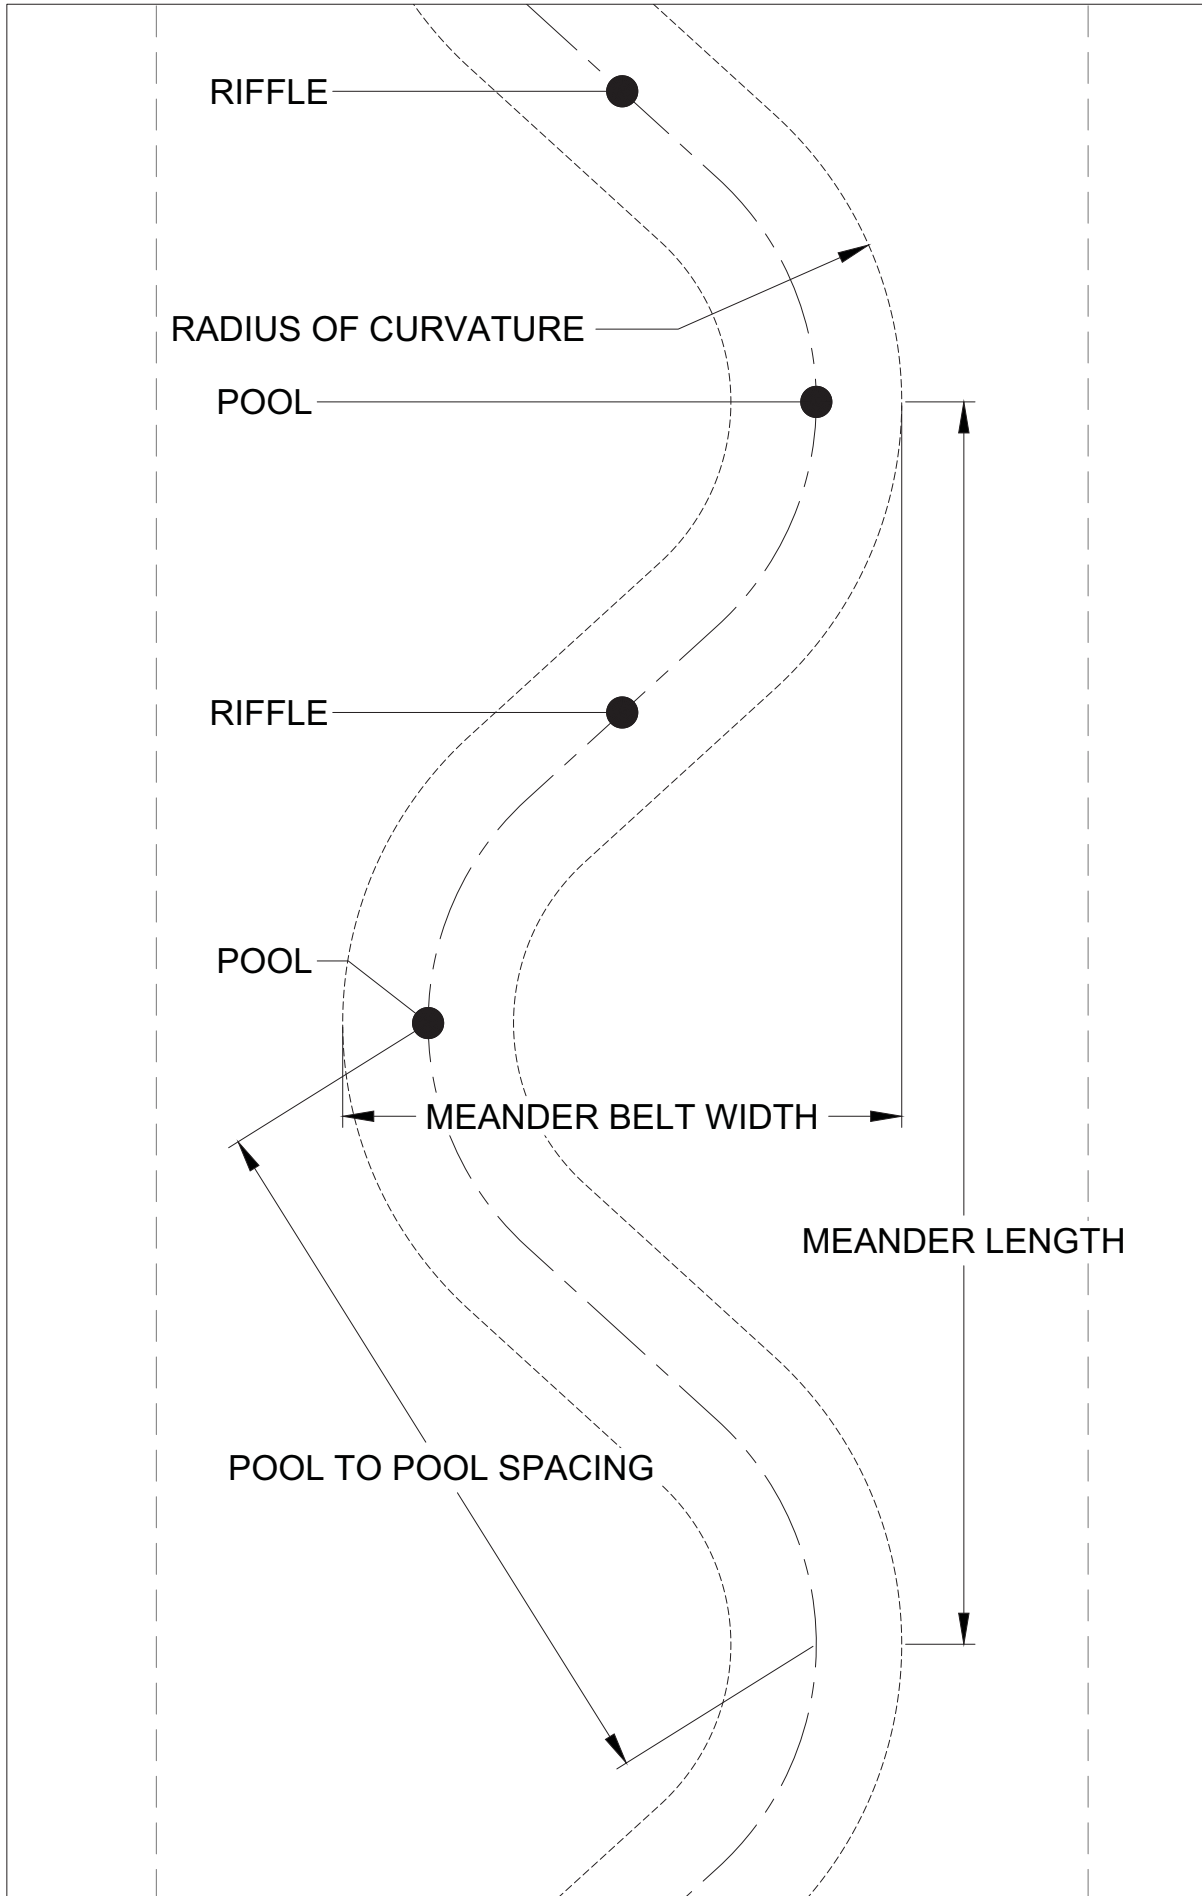 RIFFLE
RADIUS OF CURVATURE
POOL
RIFFLE
POOL
MEANDER BELT WIDTH
MEANDER LENGTH
POOL TO POOL SPACING